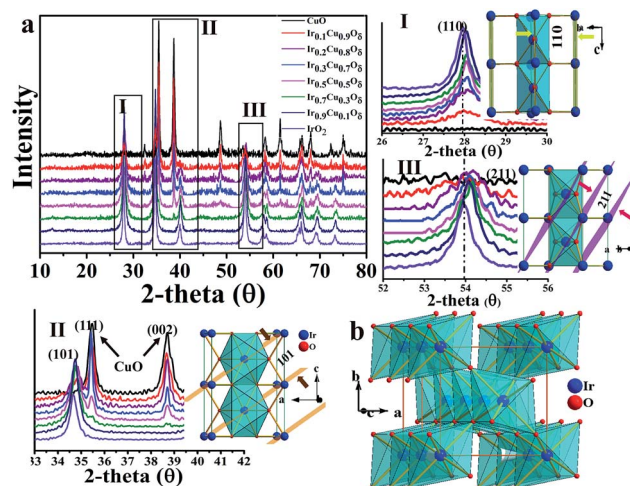 a
II
I
III
CuO
Ir0.1Cu0.9Oδ
Ir0.2Cu0.8Oδ
Ir0.3Cu0.7Oδ
Ir0.5Cu0.5Oδ
Ir0.7Cu0.3Oδ
Ir0.9Cu0.1Oδ
IrO2
Intensity
10 20 30 40 50 60 70 80
2-theta (θ)
I
(110)
110
a
c
26 27 28 29 30
2-theta (θ)
III
(211)
211
a
52 53 54 55 56
2-theta (θ)
II
(111)
(002)
(101)
CuO
101
Ir
O
c
a
33 34 35 36 37 38 39 40 41 42
2-theta (θ)
b
b
c
a
Ir
O